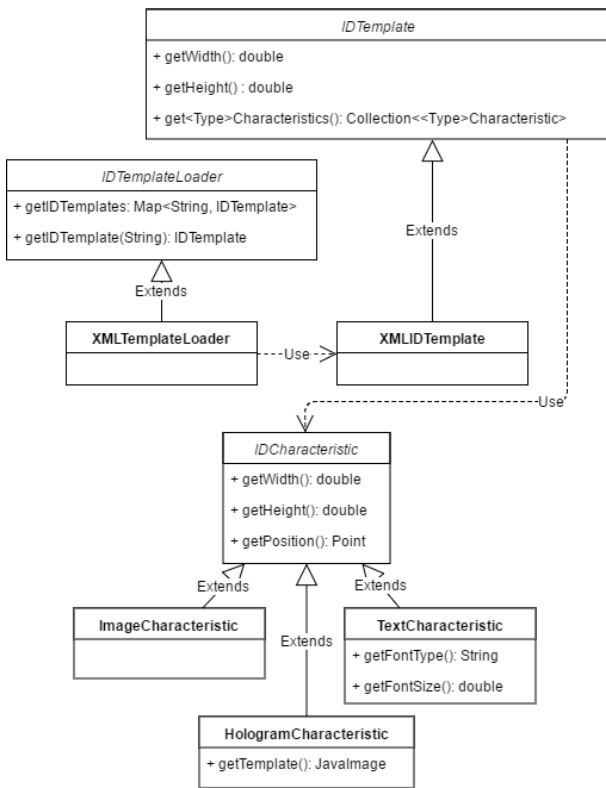 IDTemplate
+ getWidth(): double
+ getHeight() : double
+ get<Type>Characteristics(): Collection<<Type>Characteristic>
IDTemplateLoader
+ getIDTemplates: Map<String, IDTemplate>
+ getIDTemplate(String): IDTemplate
Extends
Extends
XMLTemplateLoader
Use
XMLIDTemplate
Use
IDCharacteristic
+ getWidth(): double
+ getHeight(): double
+ getPosition(): Point
Extends
Extends
Extends
ImageCharacteristic
TextCharacteristic
+ getFontType(): String
+ getFontSize(): double
HologramCharacteristic
+ getTemplate(): JavaImage